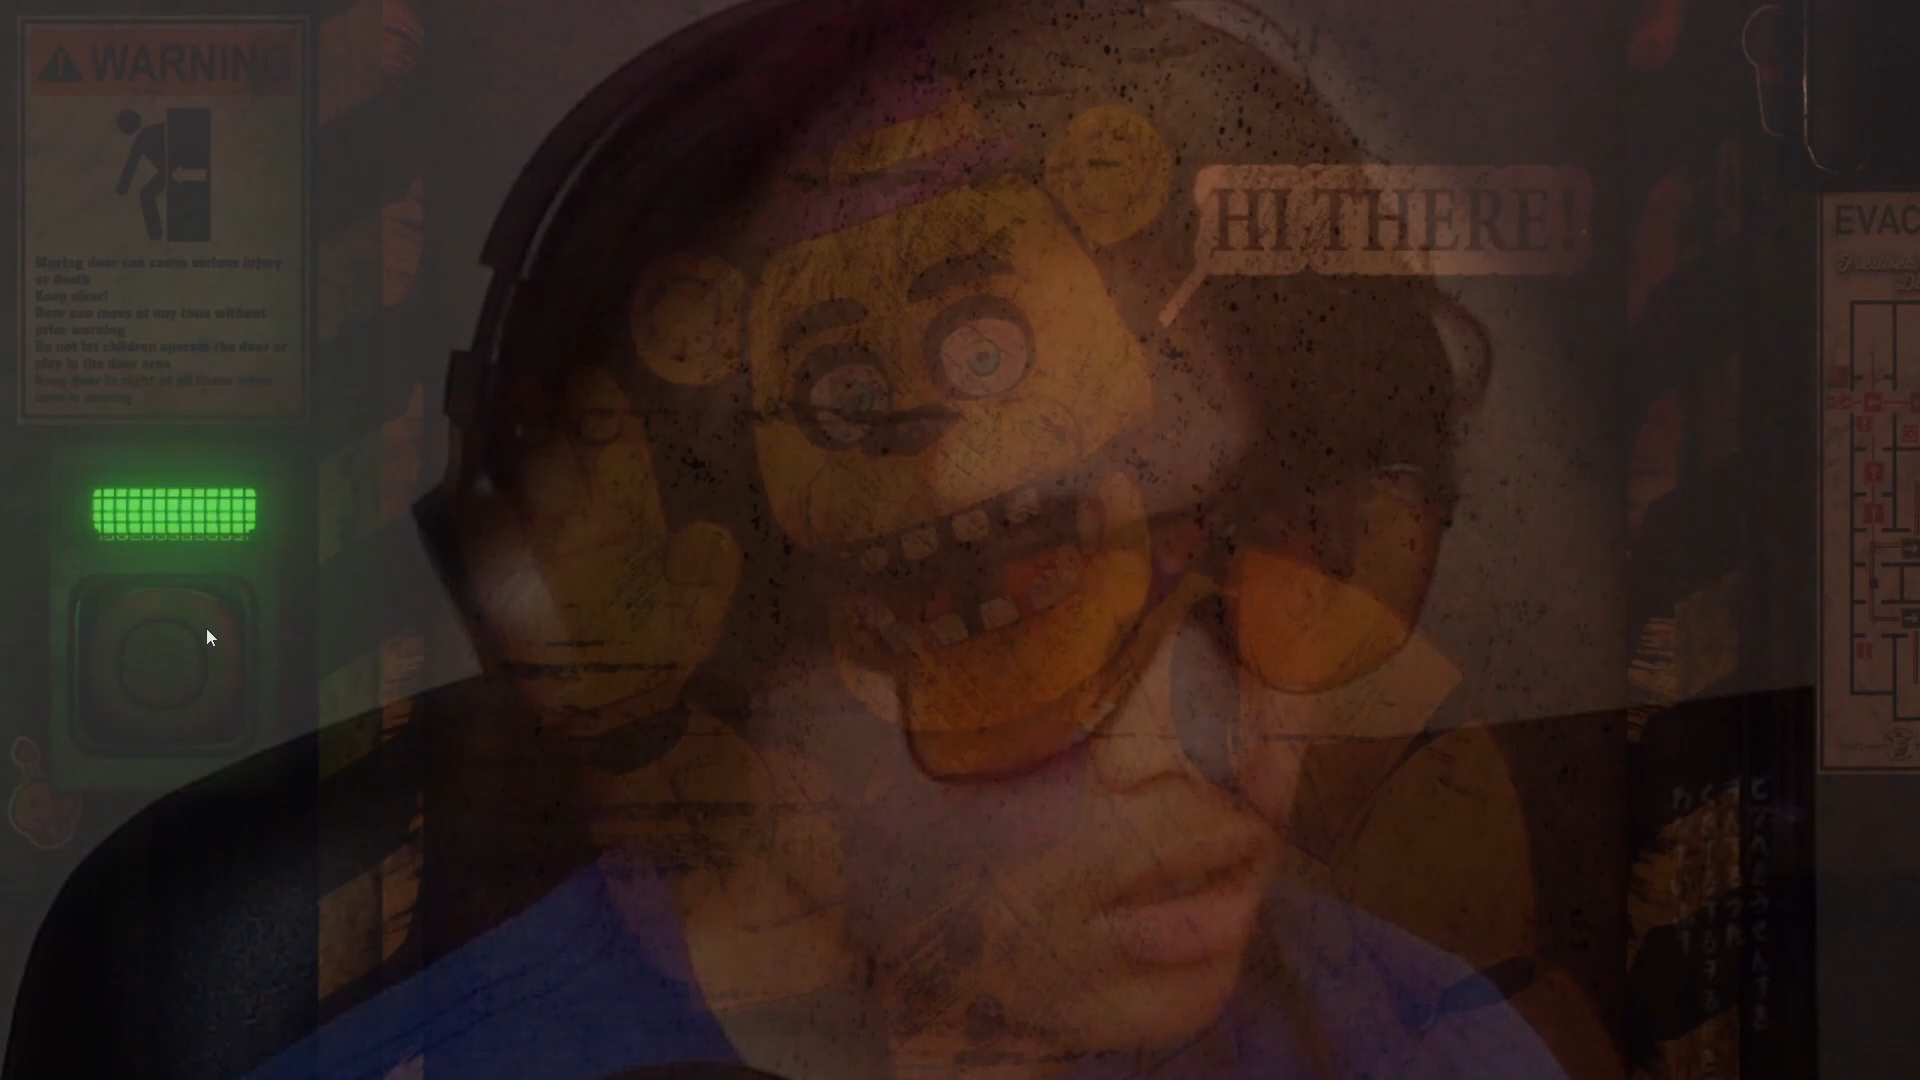 WARNING
Moving door can cause serious injury
or death
Keep clear!
Door can move at any time without
prior warning
Do not let children operate the door or
play in the door area
Keep door in sight at all times when
door is moving
HI THERE!
EVAC